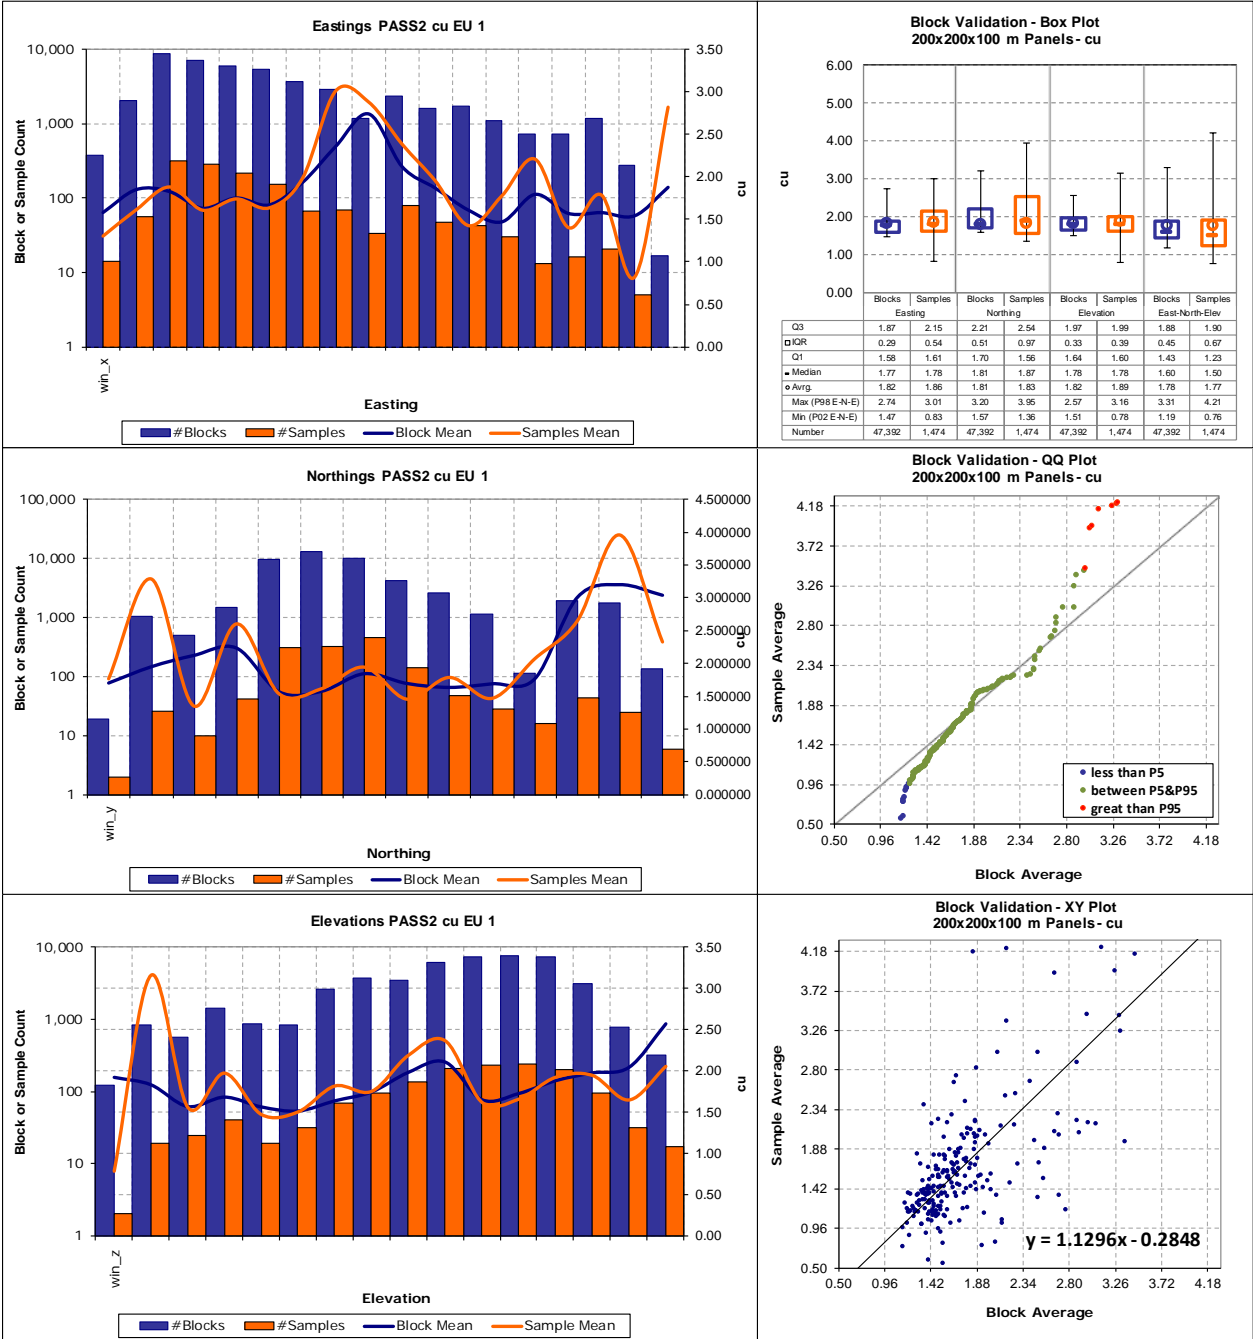 Eastings PASS2 cu EU 1
10,000
1,000
100
10
1
3.50
3.00
2.50
2.00
1.50
1.00
0.50
0.00
Block or Sample Count
cu
win_x
Easting
#Blocks #Samples Block Mean Samples Mean
Block Validation - Box Plot
200x200x100 m Panels - cu
6.00
5.00
4.00
3.00
2.00
1.00
0.00
cu
Blocks Samples Blocks Samples Blocks Samples Blocks Samples
Easting Northing Elevation East-North-Elev
Q3 1.87 2.15 2.21 2.54 1.97 1.99 1.88 1.90
IQR 0.29 0.54 0.51 0.97 0.33 0.39 0.45 0.67
Q1 1.58 1.61 1.70 1.56 1.64 1.60 1.43 1.23
Median 1.77 1.78 1.81 1.87 1.78 1.78 1.60 1.50
Avrg. 1.82 1.86 1.81 1.83 1.82 1.89 1.78 1.77
Max (P98 E-N-E) 2.74 3.01 3.20 3.95 2.57 3.16 3.31 4.21
Min (P02 E-N-E) 1.47 0.83 1.57 1.36 1.51 0.78 1.19 0.76
Number 47,392 1,474 47,392 1,474 47,392 1,474 47,392 1,474
Northings PASS2 cu EU 1
100,000
10,000
1,000
100
10
1
4.500000
4.000000
3.500000
3.000000
2.500000
2.000000
1.500000
1.000000
0.500000
0.000000
Block or Sample Count
cu
win_y
Northing
#Blocks #Samples Block Mean Samples Mean
Block Validation - QQ Plot
200x200x100 m Panels - cu
4.18
3.72
3.26
2.80
2.34
1.88
1.42
0.96
0.50
Sample Average
less than P5
between P5&P95
great than P95
0.50 0.96 1.42 1.88 2.34 2.80 3.26 3.72 4.18
Block Average
Elevations PASS2 cu EU 1
10,000
1,000
100
10
1
3.50
3.00
2.50
2.00
1.50
1.00
0.50
0.00
Block or Sample Count
cu
win_z
Elevation
#Blocks #Samples Block Mean Sample Mean
Block Validation - XY Plot
200x200x100 m Panels - cu
4.18
3.72
3.26
2.80
2.34
1.88
1.42
0.96
0.50
Sample Average
y = 1.1296x - 0.2848
0.50 0.96 1.42 1.88 2.34 2.80 3.26 3.72 4.18
Block Average